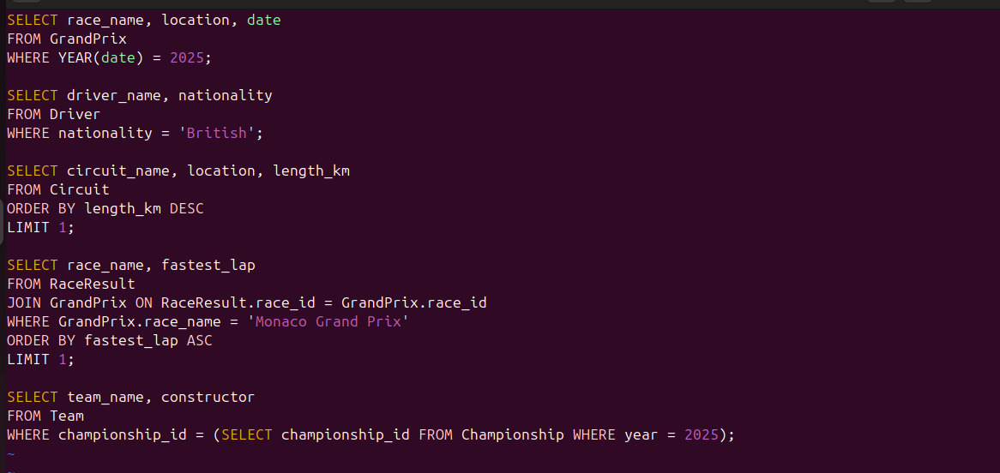 SELECT race_name, location, date
FROM GrandPrix
WHERE YEAR(date) = 2025;

SELECT driver_name, nationality
FROM Driver
WHERE nationality = 'British';

SELECT circuit_name, location, length_km
FROM Circuit
ORDER BY length_km DESC
LIMIT 1;

SELECT race_name, fastest_lap
FROM RaceResult
JOIN GrandPrix ON RaceResult.race_id = GrandPrix.race_id
WHERE GrandPrix.race_name = 'Monaco Grand Prix'
ORDER BY fastest_lap ASC
LIMIT 1;

SELECT team_name, constructor
FROM Team
WHERE championship_id = (SELECT championship_id FROM Championship WHERE year = 2025);
~